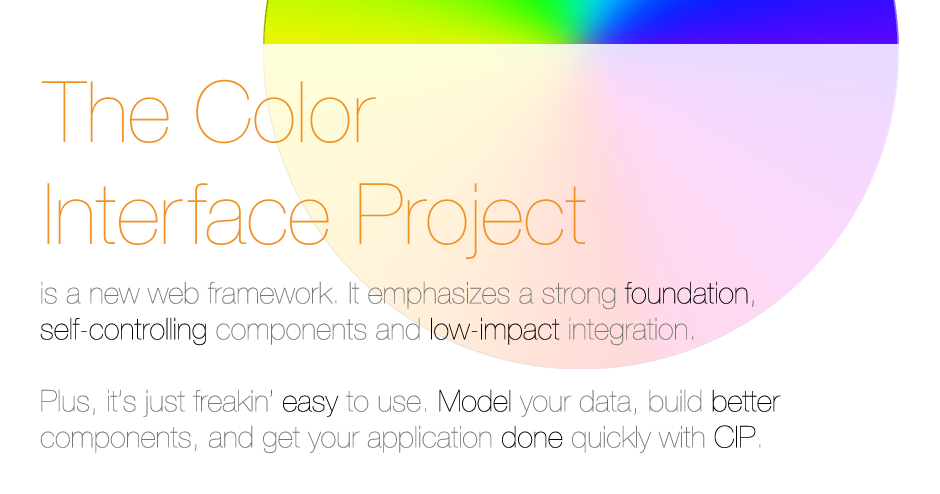 The Color
Interface Project
is a new web framework. It emphasizes a strong foundation,
self-controlling components and low-impact integration.
Plus, it's just freakin' easy to use. Model your data, build better
components, and get your application done quickly with CIP.